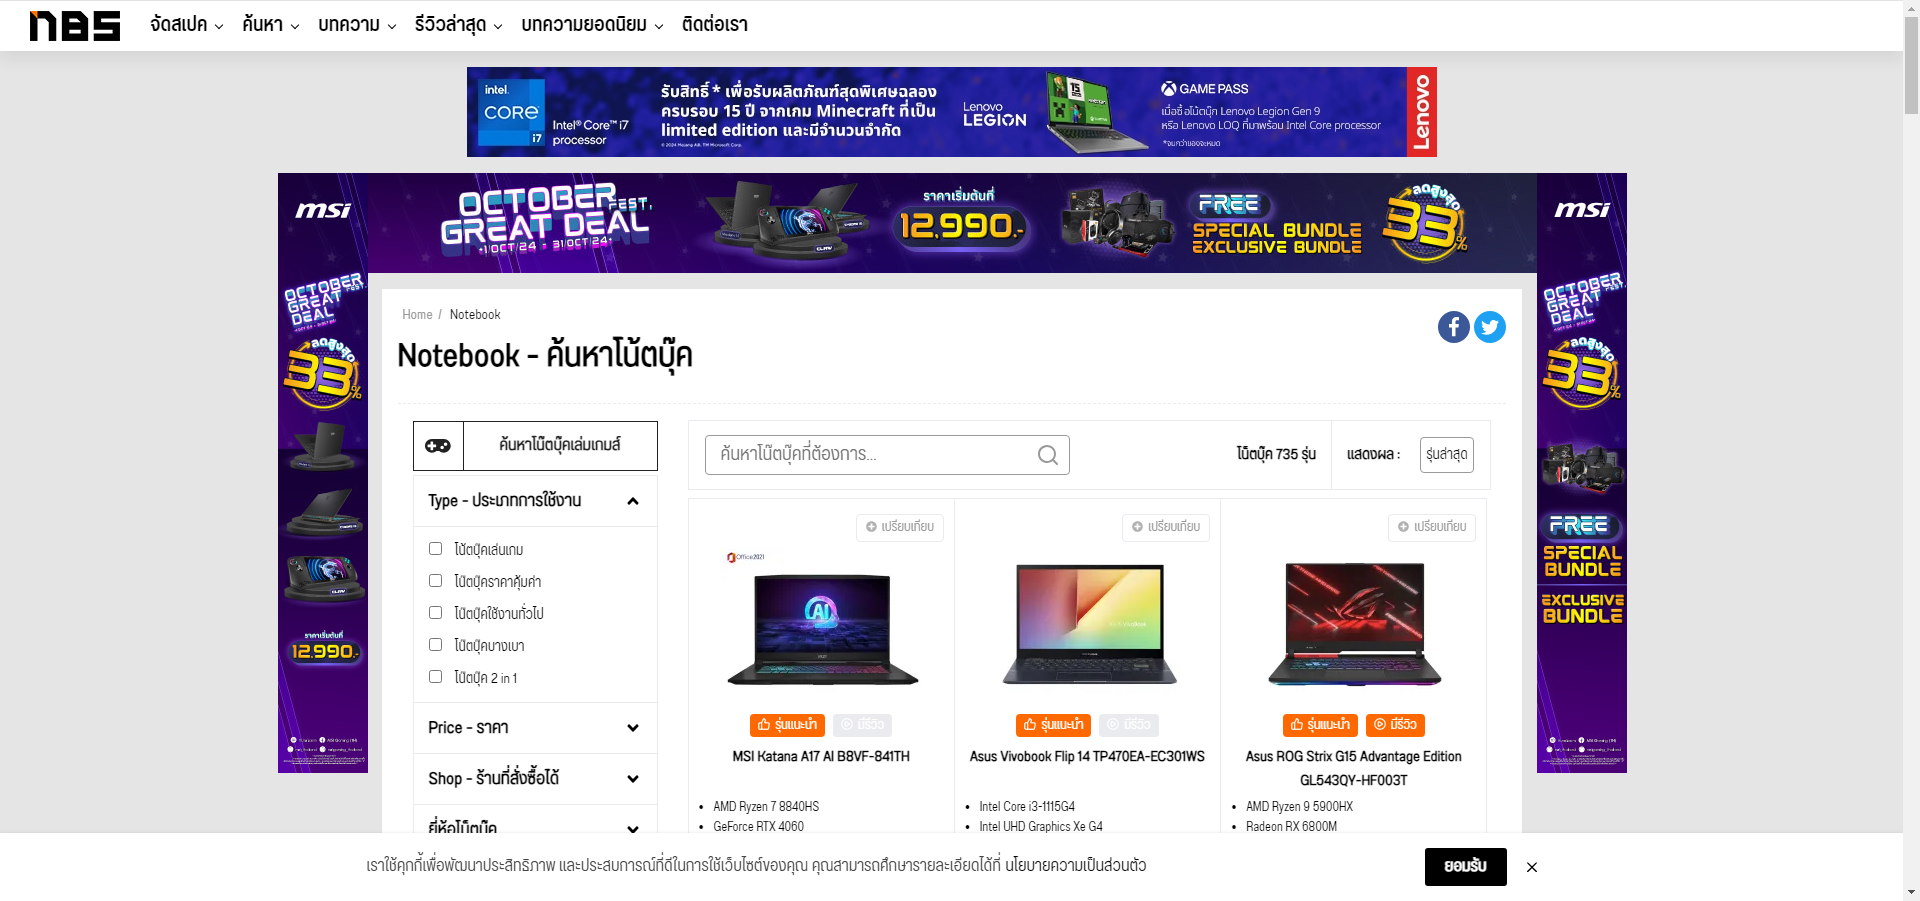 NBS
จัดสเปค ค้นหา บทความ รีวิวล่าสุด บทความยอดนิยม ติดต่อเรา
intel.
CORE
i7
Intel® Core™ i7
processor
รับสิทธิ์ * เพื่อรับผลิตภัณฑ์สุดพิเศษฉลอง
ครบรอบ 15 ปี จากเกม Minecraft ที่เป็น
limited edition และมีจำนวนจำกัด
Lenovo
LEGION
15
GAME PASS
เมื่อซื้อโน้ตบุ๊ก Lenovo Legion Gen 9
หรือ Lenovo LOQ ที่มาพร้อม Intel Core processor
*จนกว่าของจะหมด
Lenovo
msi
OCTOBER
GREAT DEAL
FEST.
1 OCT/24 - 31 OCT/24
ราคาเริ่มต้นที่
12,990.-
FREE
SPECIAL BUNDLE
EXCLUSIVE BUNDLE
ลดสูงสุด
33%
msi
OCTOBER
GREAT
DEAL
FEST.
ลดสูงสุด
33%
ราคาเริ่มต้นที่
12,990.-
OCTOBER
GREAT
DEAL
FEST.
ลดสูงสุด
33%
FREE
SPECIAL
BUNDLE
EXCLUSIVE
BUNDLE
Home / Notebook
Notebook - ค้นหาโน้ตบุ๊ค
ค้นหาโน๊ตบุ๊คเล่มเกมส์
Type - ประเภทการใช้งาน
โน้ตบุ๊คเล่นเกม
โน๊ตบุ๊คราคาคุ้มค่า
โน๊ตบุ๊คใช้งานทั่วไป
โน๊ตบุ๊คบางเบา
โน๊ตบุ๊ค 2 in 1
Price - ราคา
Shop - ร้านที่สั่งซื้อได้
ยี่ห้อโน็ตบุ๊ค
ค้นหาโน๊ตบุ๊คที่ต้องการ...
โน็ตบุ๊ค 735 รุ่น
แสดงผล :
รุ่นล่าสุด
เปรียบเทียบ
Office2021
AI
รุ่นแนะนำ มีรีวิว
MSI Katana A17 AI B8VF-841TH
AMD Ryzen 7 8840HS
GeForce RTX 4060
เปรียบเทียบ
รุ่นแนะนำ มีรีวิว
Asus Vivobook Flip 14 TP470EA-EC301WS
Intel Core i3-1115G4
Intel UHD Graphics Xe G4
เปรียบเทียบ
รุ่นแนะนำ มีรีวิว
Asus ROG Strix G15 Advantage Edition
GL543QY-HF003T
AMD Ryzen 9 5900HX
Radeon RX 6800M
เราใช้คุกกี้เพื่อพัฒนาประสิทธิภาพ และประสบการณ์ที่ดีในการใช้เว็บไซต์ของคุณ คุณสามารถศึกษารายละเอียดได้ที่ นโยบายความเป็นส่วนตัว
ยอมรับ